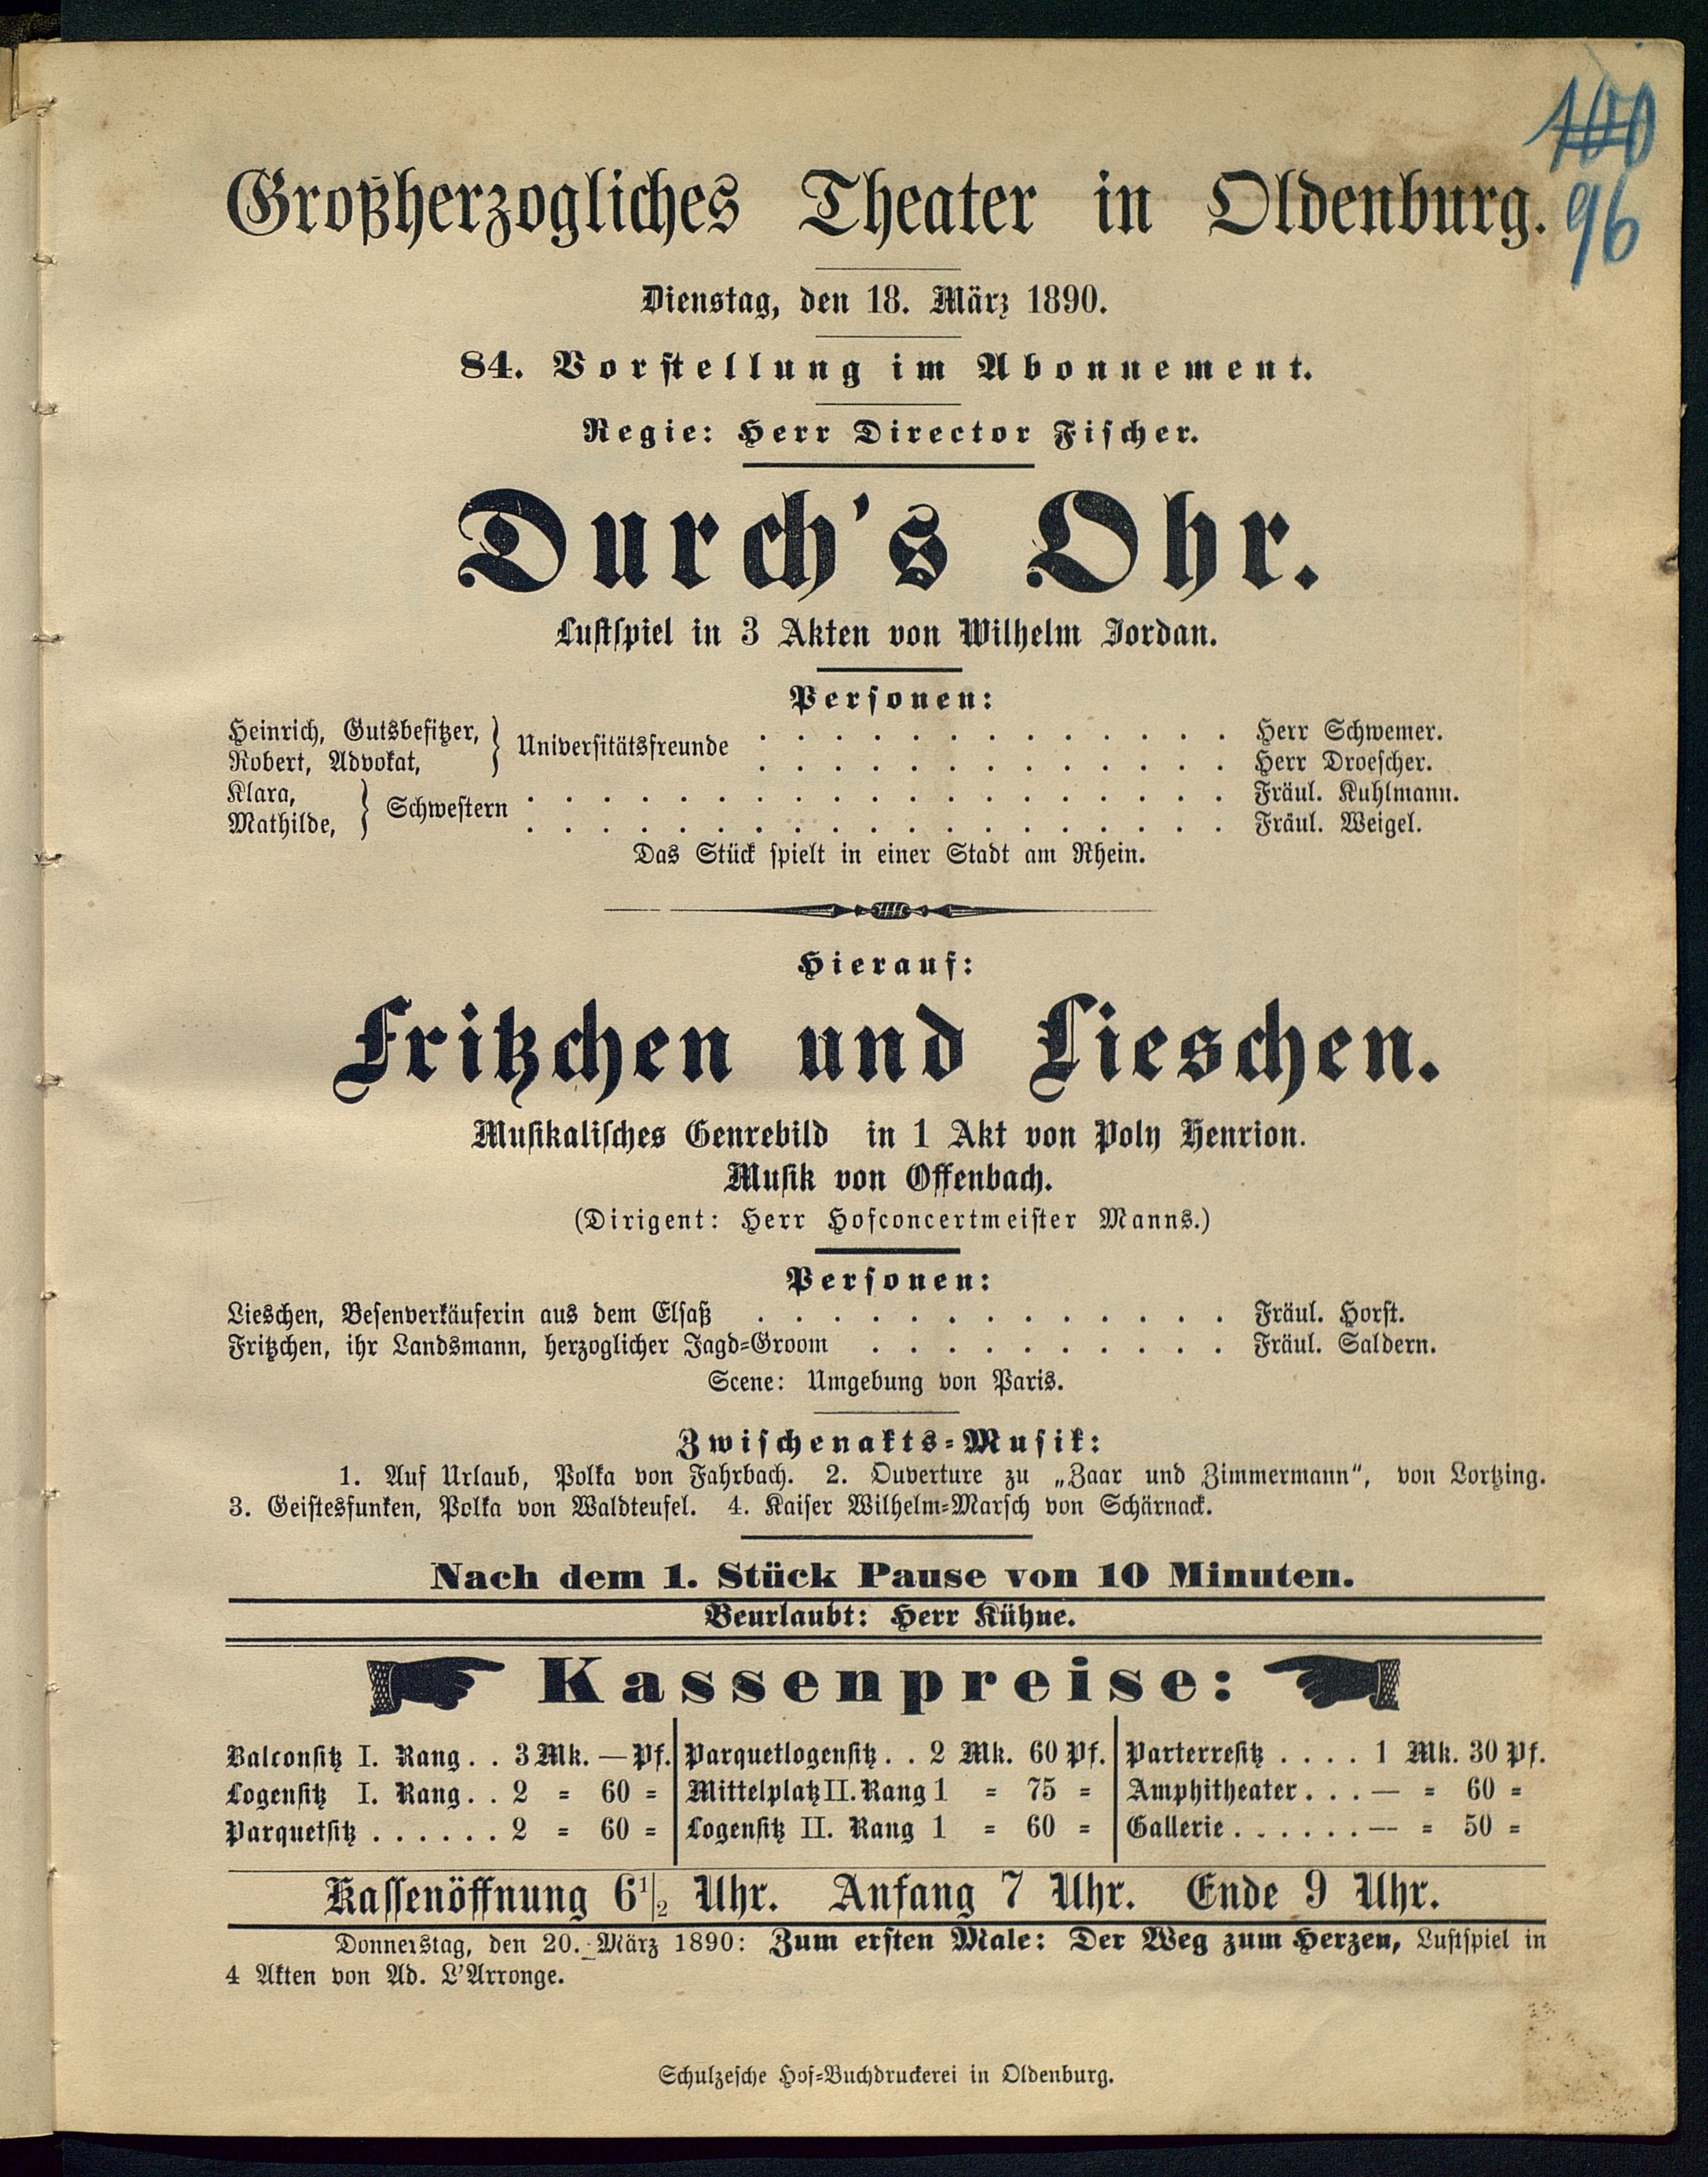 100
96
Großherzogliches Theater in Oldenburg.
Dienstag, den 18. März 1890.
84. Vorstellung im Abonnement.
Regie: Herr Director Fischer.
Durch's Ohr.
Lustspiel in 3 Akten von Wilhelm Jordan.
Personen:
Heinrich, Gutsbesitzer, } Universitätsfreunde . . . . . . . . . . . . . Herr Schwemer.
Robert, Advokat, . . . . . . . . . . . . . Herr Droescher.
Klara, } Schwestern . . . . . . . . . . . . . . . . . . . Fräul. Kuhlmann.
Mathilde, . . . . . . . . . . . . . . . . . . . Fräul. Weigel.
Das Stück spielt in einer Stadt am Rhein.
Hierauf:
Fritzchen und Lieschen.
Musikalisches Genrebild in 1 Akt von Poly Henrion.
Musik von Offenbach.
(Dirigent: Herr Hofconcertmeister Manns.)
Personen:
Lieschen, Besenverkäuferin aus dem Elsaß . . . . . . . . . . . . . Fräul. Horst.
Fritzchen, ihr Landsmann, herzoglicher Jagd=Groom . . . . . . . . . . Fräul. Saldern.
Scene: Umgebung von Paris.
Zwischenakts=Musik:
1. Auf Urlaub, Polka von Fahrbach. 2. Ouverture zu „Zaar und Zimmermann“, von Lortzing.
3. Geistesfunken, Polka von Waldteufel. 4. Kaiser Wilhelm=Marsch von Schärnack.
Nach dem 1. Stück Pause von 10 Minuten.
Beurlaubt: Herr Kühne.
Kassenpreise:
Balconsitz I. Rang . . 3 Mk. — Pf. Parquetlogensitz . . 2 Mk. 60 Pf. Parterresitz . . . . 1 Mk. 30 Pf.
Logensitz I. Rang . . 2 = 60 = Mittelplatz II. Rang 1 = 75 = Amphitheater . . . — = 60 =
Parquetsitz . . . . . . 2 = 60 = Logensitz II. Rang 1 = 60 = Gallerie . . . . . . — = 50 =
Kassenöffnung 6 1/2 Uhr. Anfang 7 Uhr. Ende 9 Uhr.
Donnerstag, den 20. März 1890: Zum ersten Male: Der Weg zum Herzen, Lustspiel in
4 Akten von Ad. L'Arronge.
Schulzesche Hof=Buchdruckerei in Oldenburg.